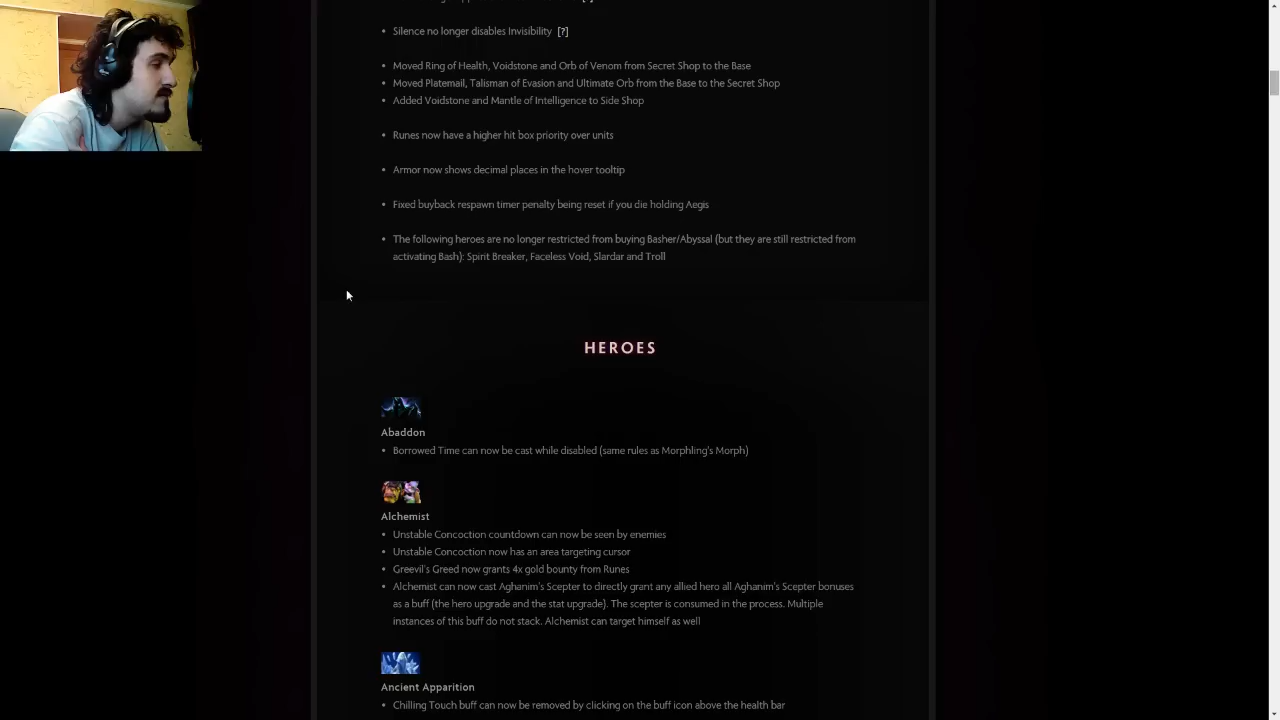 • Silence no longer disables Invisibility [?]
• Moved Ring of Health, Voidstone and Orb of Venom from Secret Shop to the Base
• Moved Platemail, Talisman of Evasion and Ultimate Orb from the Base to the Secret Shop
• Added Voidstone and Mantle of Intelligence to Side Shop
• Runes now have a higher hit box priority over units
• Armor now shows decimal places in the hover tooltip
• Fixed buyback respawn timer penalty being reset if you die holding Aegis
• The following heroes are no longer restricted from buying Basher/Abyssal (but they are still restricted from
activating Bash): Spirit Breaker, Faceless Void, Slardar and Troll
HEROES
Abaddon
• Borrowed Time can now be cast while disabled (same rules as Morphling's Morph)
Alchemist
• Unstable Concoction countdown can now be seen by enemies
• Unstable Concoction now has an area targeting cursor
• Greevil's Greed now grants 4x gold bounty from Runes
• Alchemist can now cast Aghanim's Scepter to directly grant any allied hero all Aghanim's Scepter bonuses
as a buff (the hero upgrade and the stat upgrade). The scepter is consumed in the process. Multiple
instances of this buff do not stack. Alchemist can target himself as well
Ancient Apparition
• Chilling Touch buff can now be removed by clicking on the buff icon above the health bar